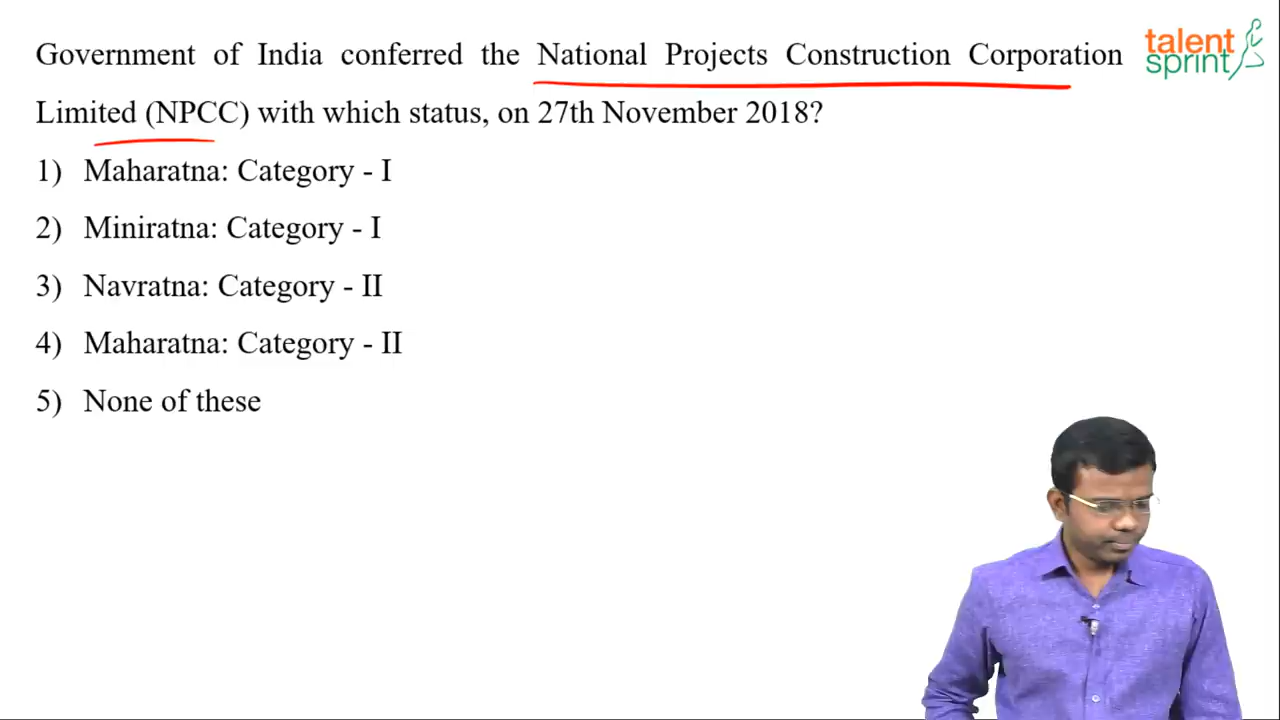 Government of India conferred the National Projects Construction Corporation
Limited (NPCC) with which status, on 27th November 2018?
1) Maharatna: Category - I
2) Miniratna: Category - I
3) Navratna: Category - II
4) Maharatna: Category - II
5) None of these
talent
sprint